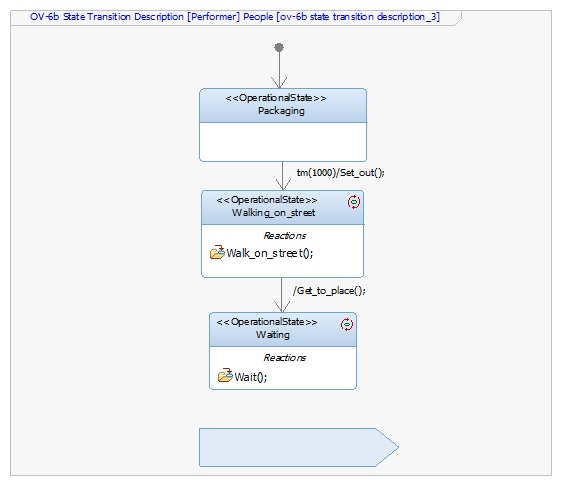 OV-6b State Transition Description [Performer] People [ov-6b state transition description_3]
<<OperationalState>>
Packaging
tm(1000)/Set_out();
<<OperationalState>>
Walking_on_street
Reactions
Walk_on_street();
/Get_to_place();
<<OperationalState>>
Waiting
Reactions
Wait();